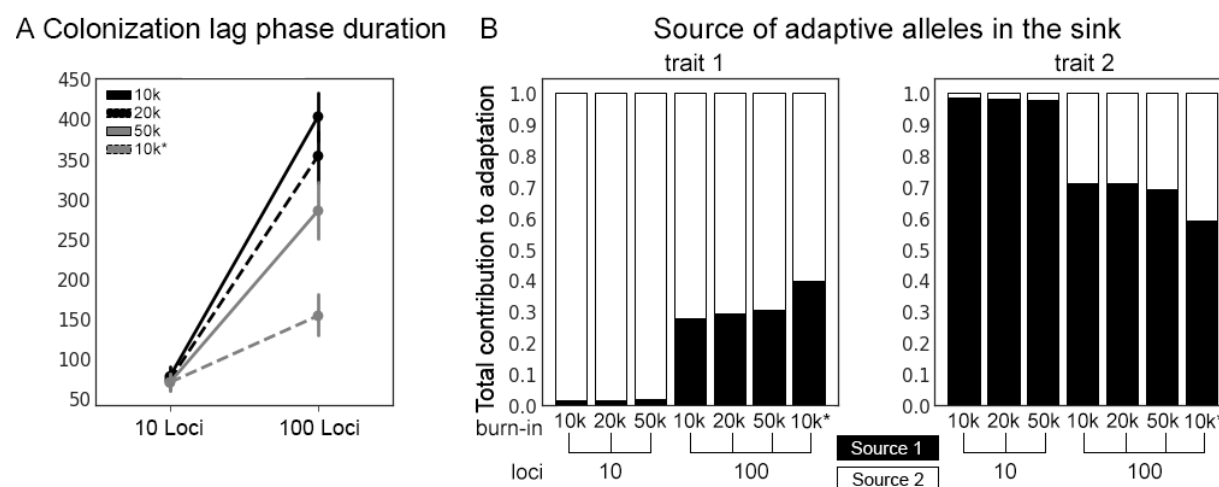 A Colonization lag phase duration
450
400
350
300
250
200
150
100
50
10k
20k
50k
10k*
10 Loci 100 Loci
B Source of adaptive alleles in the sink
Total contribution to adaptation
trait 1
1.0
0.9
0.8
0.7
0.6
0.5
0.4
0.3
0.2
0.1
0.0
burn-in 10k 20k 50k 10k 20k 50k 10k*
loci 10 100
trait 2
1.0
0.9
0.8
0.7
0.6
0.5
0.4
0.3
0.2
0.1
0.0
10k 20k 50k 10k 20k 50k 10k*
10 100
Source 1
Source 2